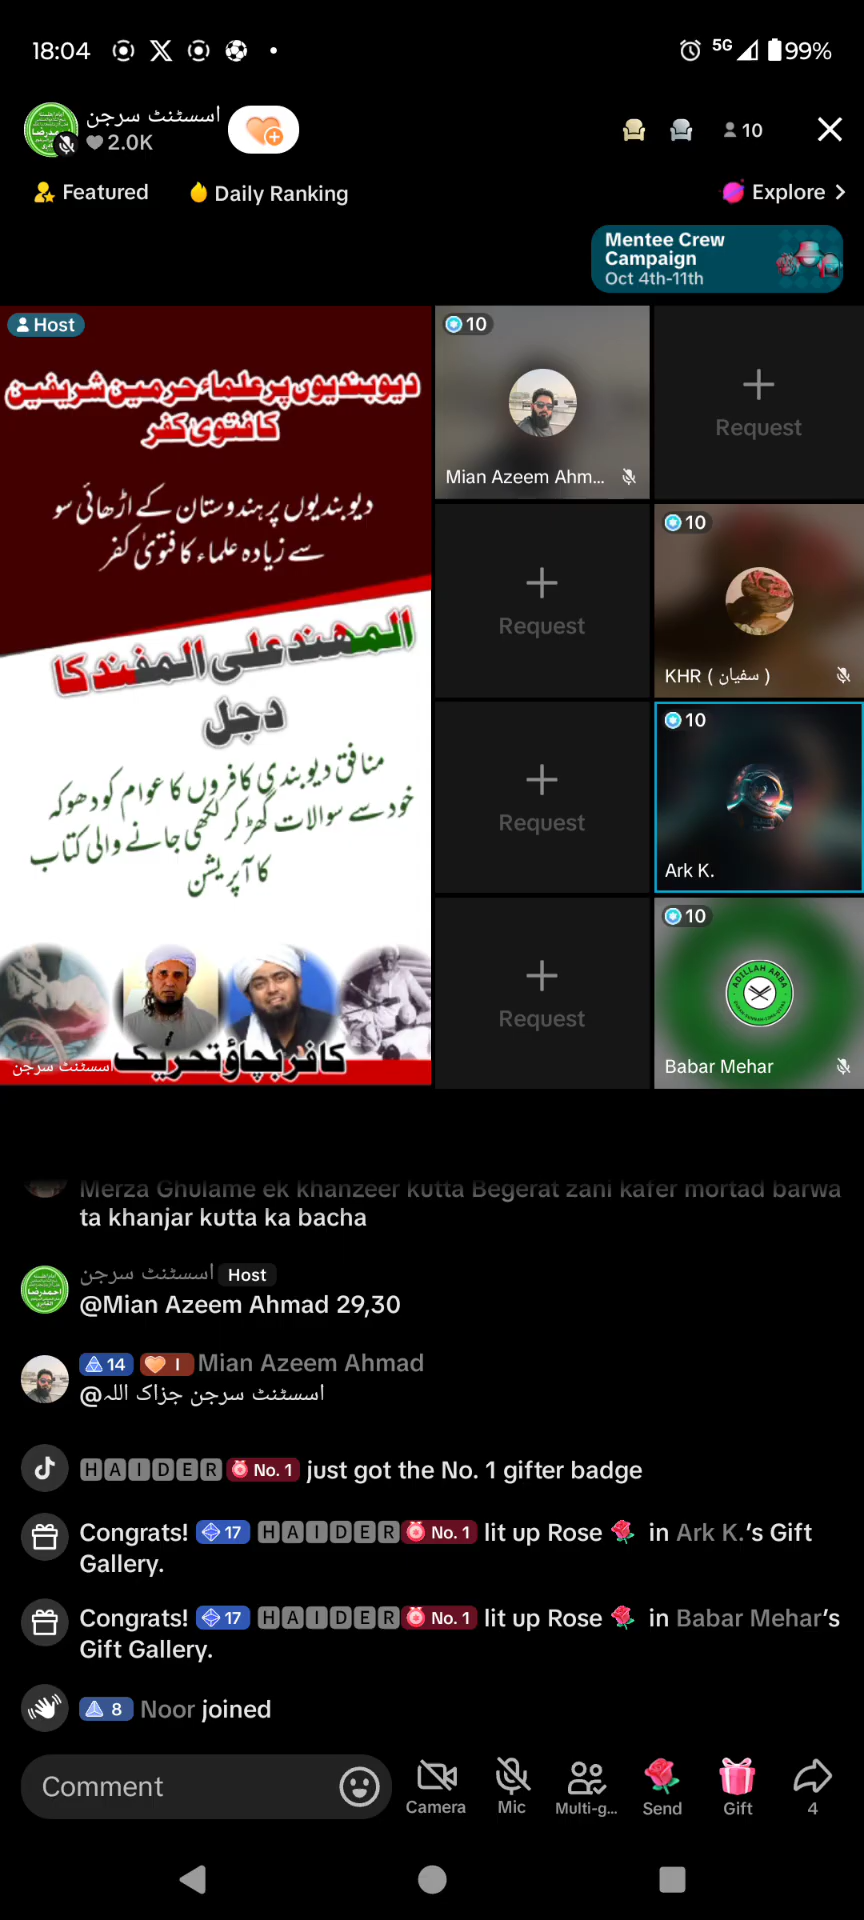 18:04
5G
99%
اسسٹنٹ سرجن
2.0K
10
Featured
Daily Ranking
Explore
Mentee Crew
Campaign
Oct 4th-11th
Host
دیوبندیوں پر علماء حرمین شریفین
کا فتویٰ کفر
دیوبندیوں پر ہندوستان کے اڑھائی سو
سے زیادہ علماء کا فتویٰ کفر
المھند علی المفند کا
دجل
منافق دیوبندی کافروں کا عوام کو دھوکہ
خود سے سوالات گھڑ کر لکھی جانے والی کتاب
کا آپریشن
کافر بچاؤ تحریک
اسسٹنٹ سرجن
10
Mian Azeem Ahm...
Request
Request
10
KHR ( سفیان )
Request
10
Ark K.
Request
10
ADILLAH ARBA
Babar Mehar
Merza Ghulame ek khanzeer kutta Begerat zani kafer mortad barwa
ta khanjar kutta ka bacha
اسسٹنٹ سرجن Host
@Mian Azeem Ahmad 29,30
14 I Mian Azeem Ahmad
@اسسٹنٹ سرجن جزاک اللہ
HAIDER No. 1 just got the No. 1 gifter badge
Congrats! 17 HAIDER No. 1 lit up Rose 🌹 in Ark K.'s Gift
Gallery.
Congrats! 17 HAIDER No. 1 lit up Rose 🌹 in Babar Mehar's
Gift Gallery.
8 Noor joined
Comment
Camera
Mic
Multi-g...
Send
Gift
4